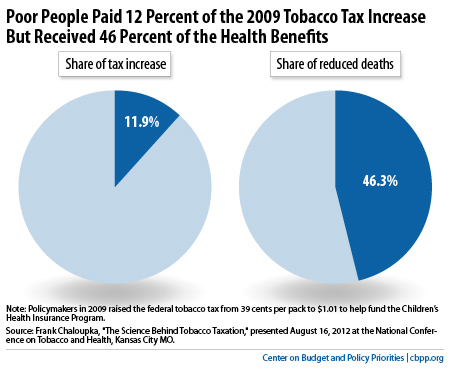 Poor People Paid 12 Percent of the 2009 Tobacco Tax Increase
But Received 46 Percent of the Health Benefits
Share of tax increase
Share of reduced deaths
11.9%
46.3%
Note: Policymakers in 2009 raised the federal tobacco tax from 39 cents per pack to $1.01 to help fund the Children's
Health Insurance Program.
Source: Frank Chaloupka, "The Science Behind Tobacco Taxation," presented August 16, 2012 at the National Confer-
ence on Tobacco and Health, Kansas City MO.
Center on Budget and Policy Priorities | cbpp.org